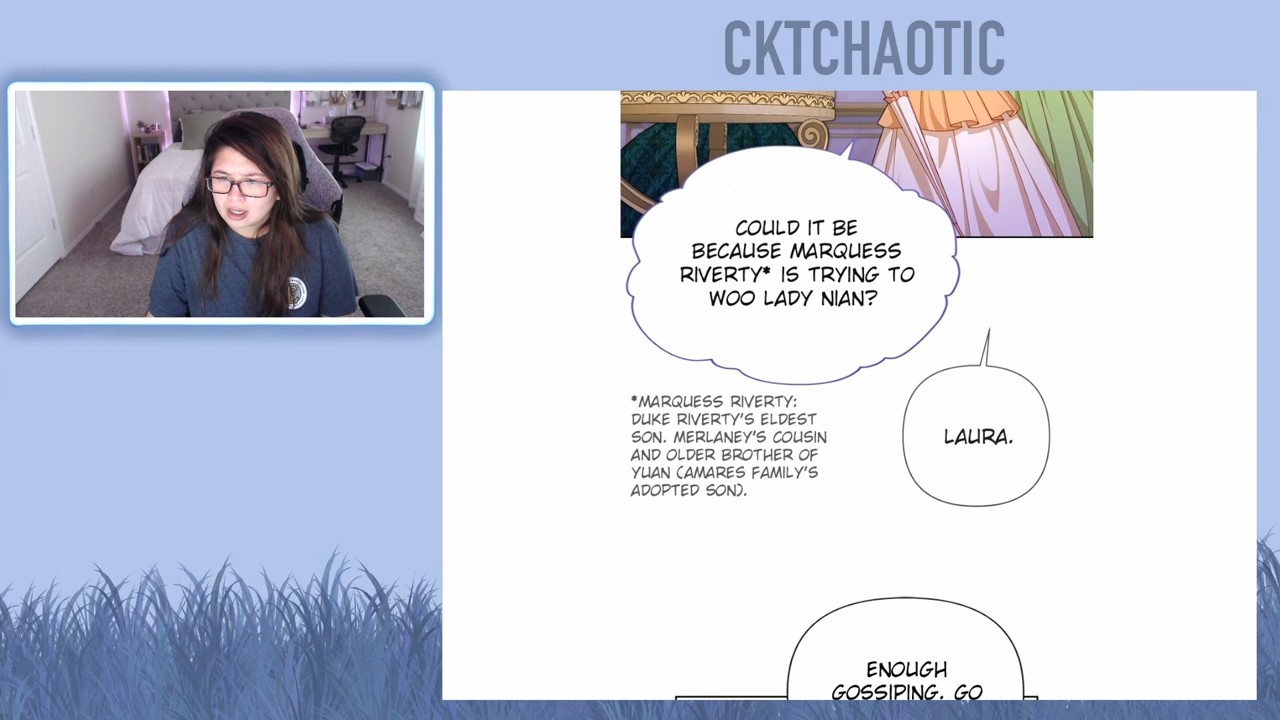 CKTCHAOTIC
COULD IT BE
BECAUSE MARQUESS
RIVERTY* IS TRYING TO
WOO LADY NIAN?
*MARQUESS RIVERTY:
DUKE RIVERTY'S ELDEST
SON. MERLANEY'S COUSIN
AND OLDER BROTHER OF
YUAN (AMARES FAMILY'S
ADOPTED SON).
LAURA.
ENOUGH
GOSSIPING. GO